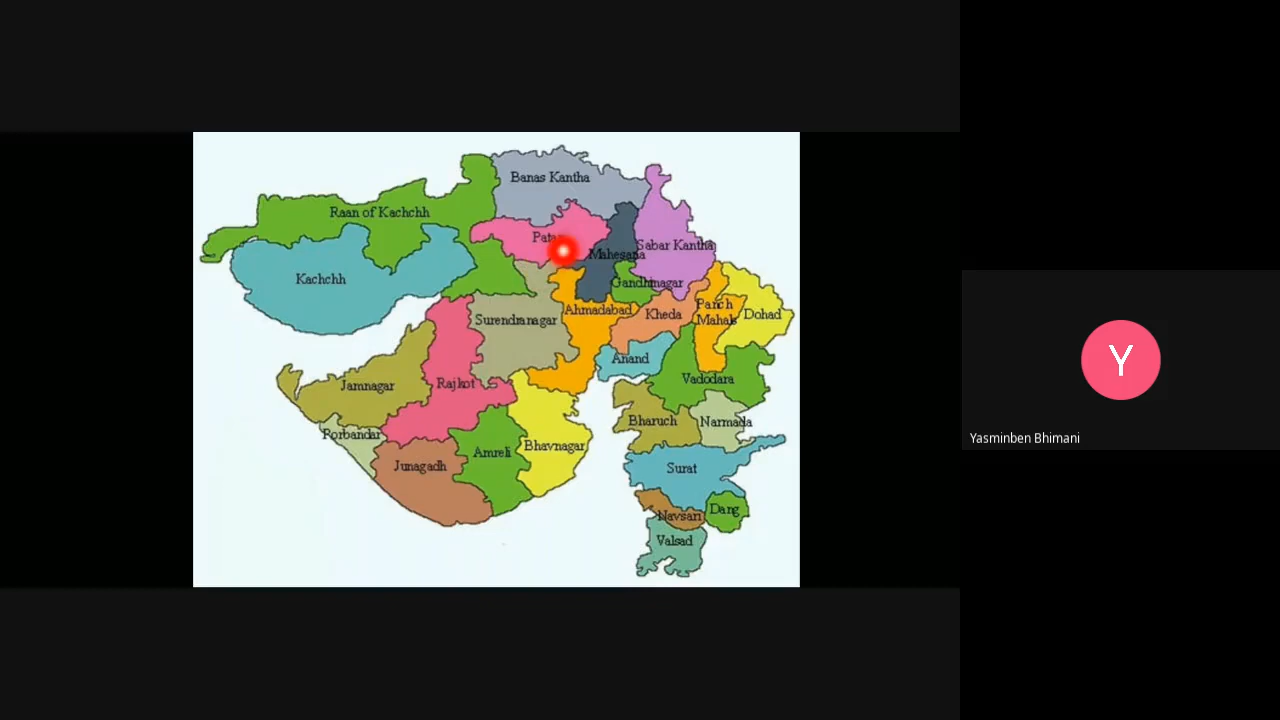 Banas Kantha
Raan of Kachchh
Patan
Sabar Kantha
Mahesana
Kachchh
Gandhinagar
Panch
Mahals
Ahmadabad
Kheda
Dohad
Surendranagar
Anand
Vadodara
Jamnagar
Rajkot
Bharuch
Narmada
Porbandar
Bhavnagar
Amreli
Junagadh
Surat
Navsari
Dang
Valsad
Y
Yasminben Bhimani